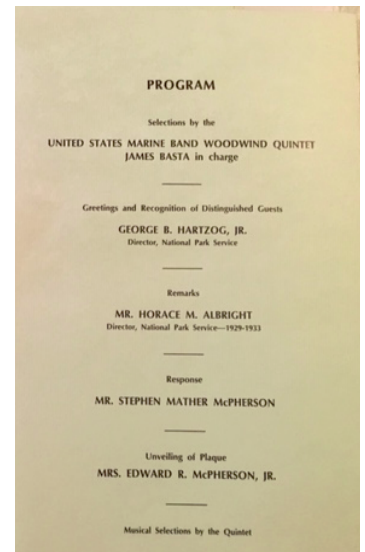 PROGRAM
Selections by the
UNITED STATES MARINE BAND WOODWIND QUINTET
JAMES BASTA in charge
Greetings and Recognition of Distinguished Guests
GEORGE B. HARTZOG, JR.
Director, National Park Service
Remarks
MR. HORACE M. ALBRIGHT
Director, National Park Service—1929-1933
Response
MR. STEPHEN MATHER McPHERSON
Unveiling of Plaque
MRS. EDWARD R. McPHERSON, JR.
Musical Selections by the Quintet